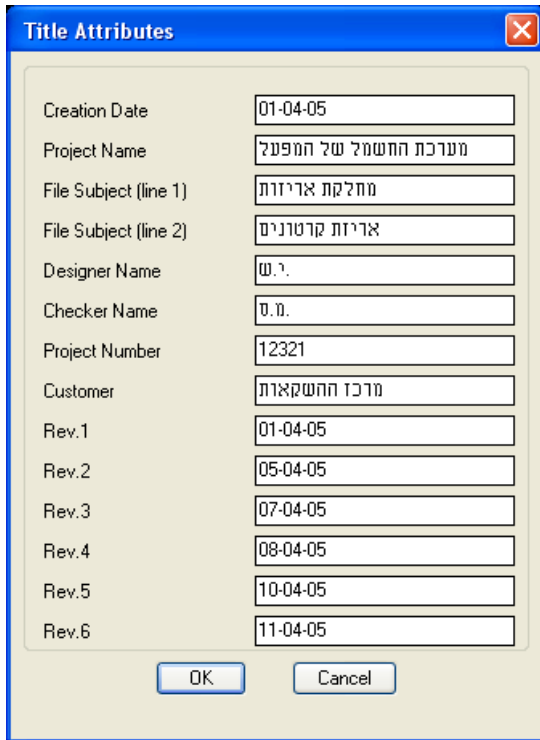 Title Attributes
Creation Date 01-04-05
Project Name מערכת החשמל של המפעל
File Subject (line 1) מחלקת אריזות
File Subject (line 2) אריזת קרטונים
Designer Name י.ש.
Checker Name מ.ס.
Project Number 12321
Customer מרכז ההשקאות
Rev.1 01-04-05
Rev.2 05-04-05
Rev.3 07-04-05
Rev.4 08-04-05
Rev.5 10-04-05
Rev.6 11-04-05
OK Cancel